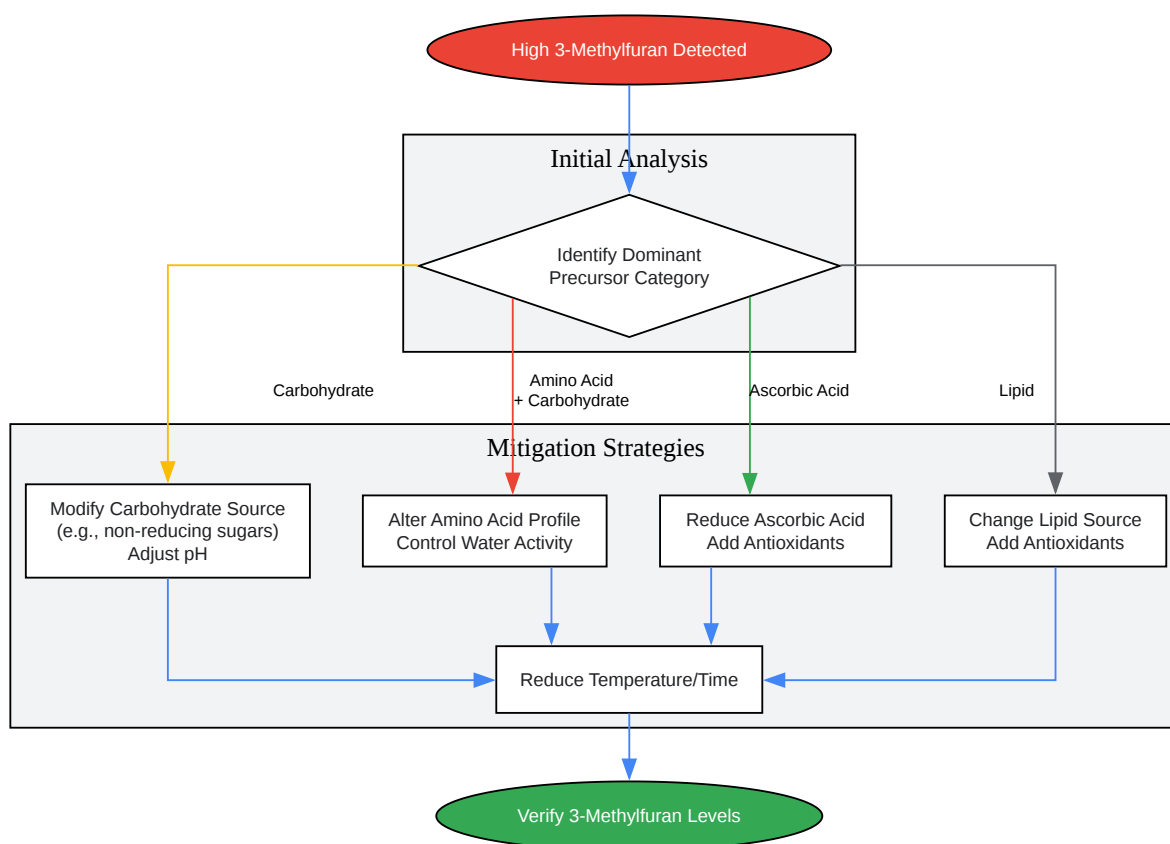 High 3-Methylfuran Detected
Initial Analysis
Identify Dominant
Precursor Category
Carbohydrate
Amino Acid
+ Carbohydrate
Ascorbic Acid
Lipid
Mitigation Strategies
Modify Carbohydrate Source
(e.g., non-reducing sugars)
Adjust pH
Alter Amino Acid Profile
Control Water Activity
Reduce Ascorbic Acid
Add Antioxidants
Change Lipid Source
Add Antioxidants
Reduce Temperature/Time
Verify 3-Methylfuran Levels